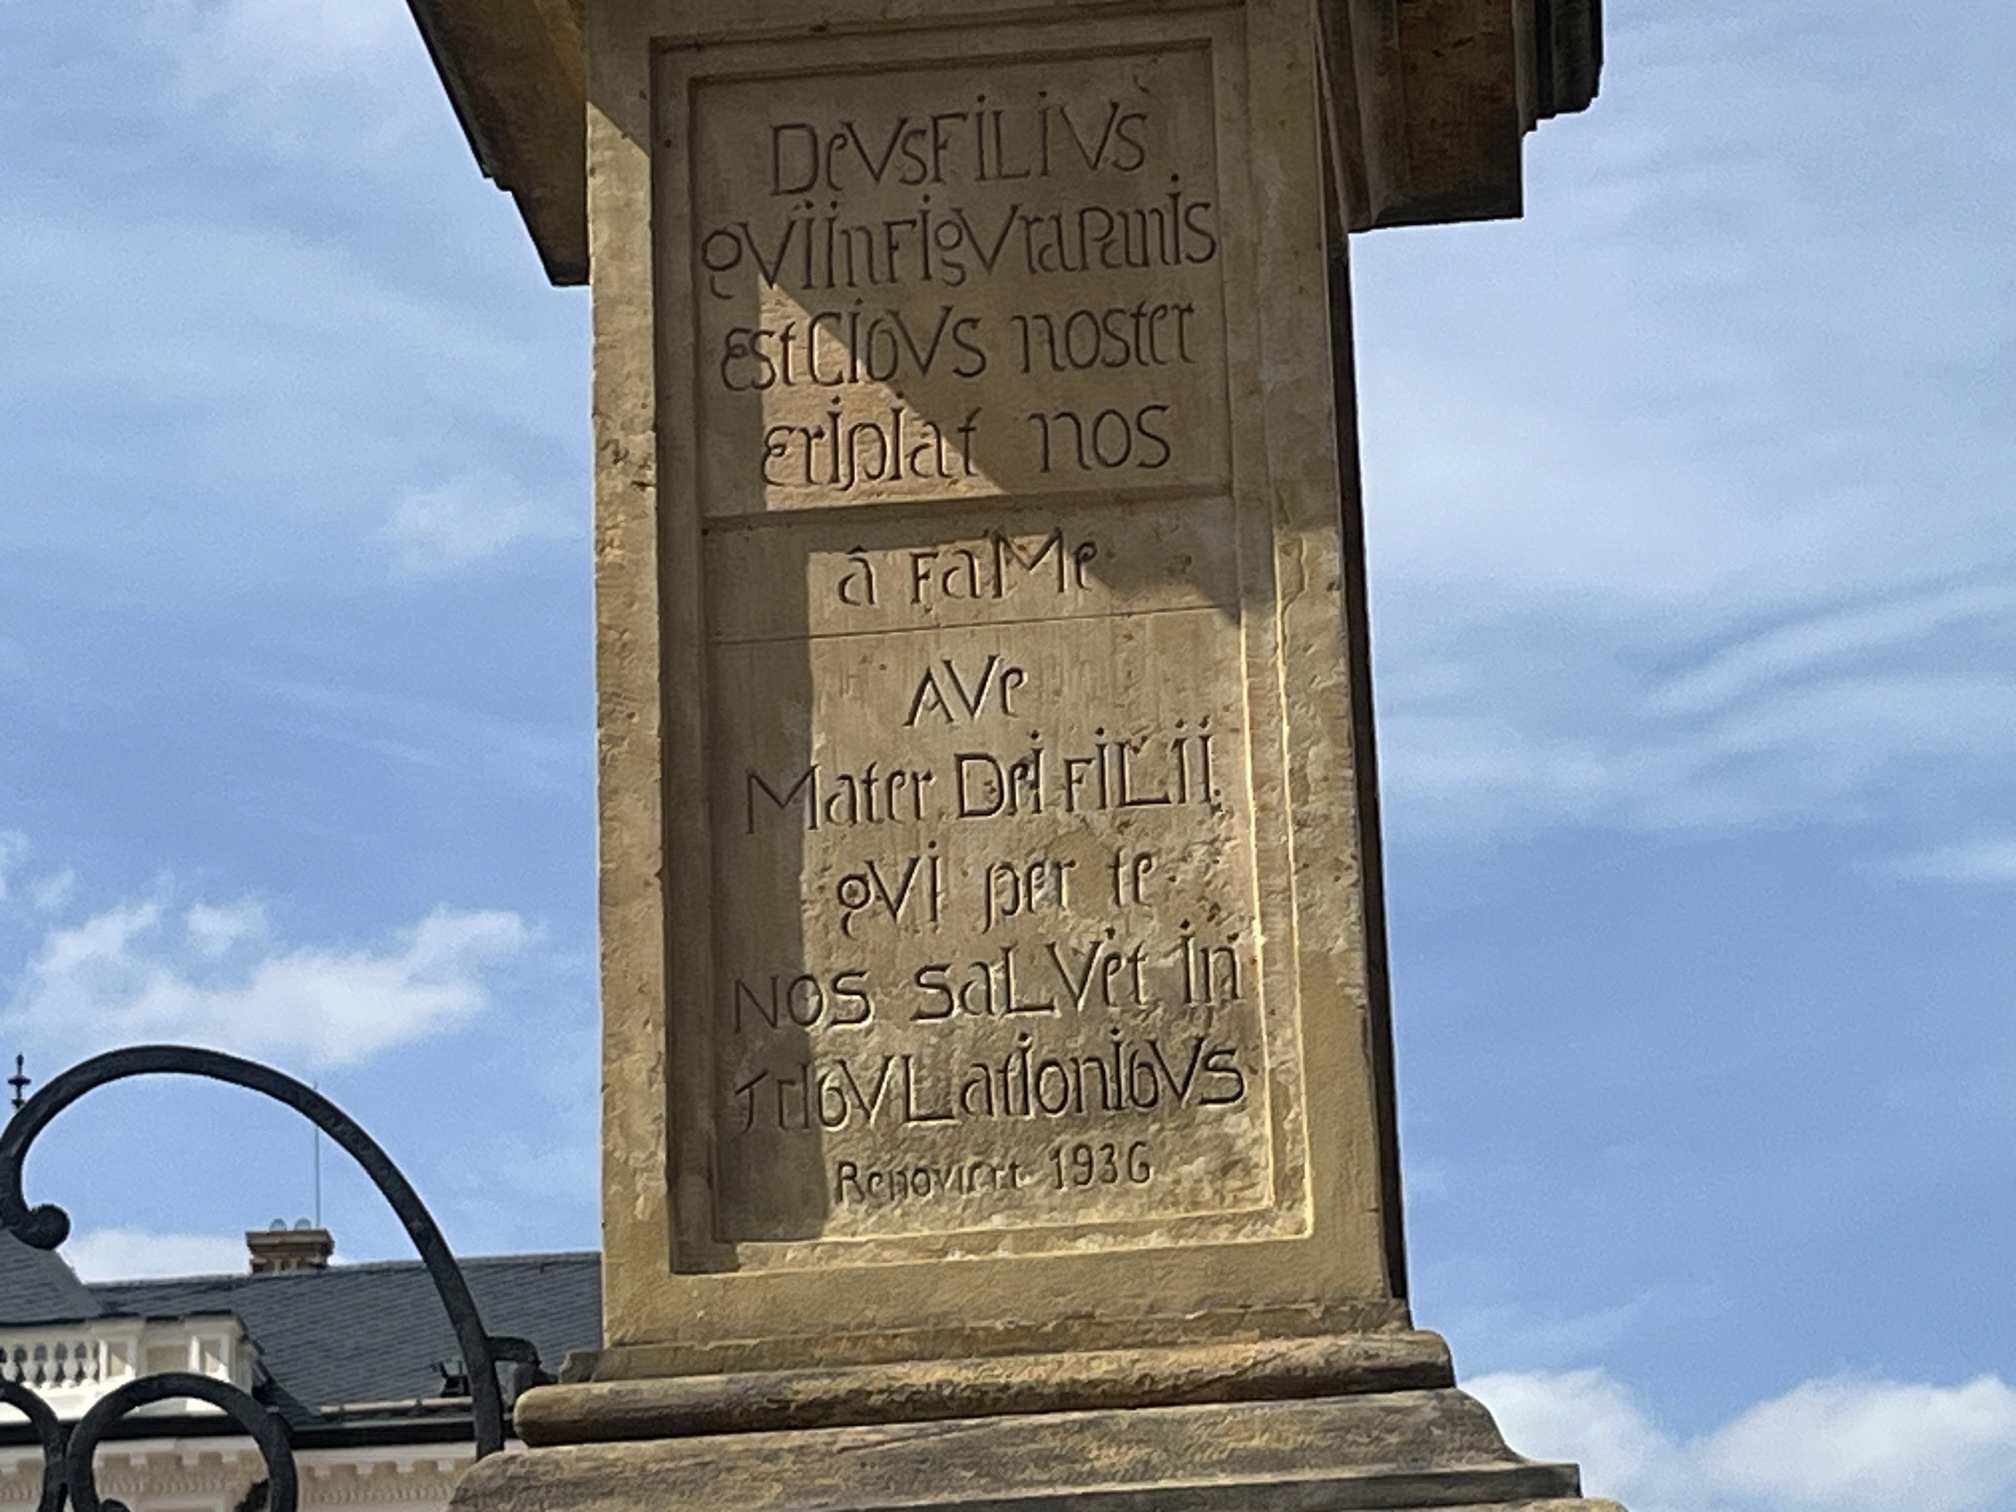 DeVsFILIVS
qVIInFIgVraPanIs
estCIbVs noster
erIpIat nos
â FaMe
AVe
Mater DeI FILII
qVI per te
nos saLVet In
TrIbVLatIonIbVs
Renoviert 1936